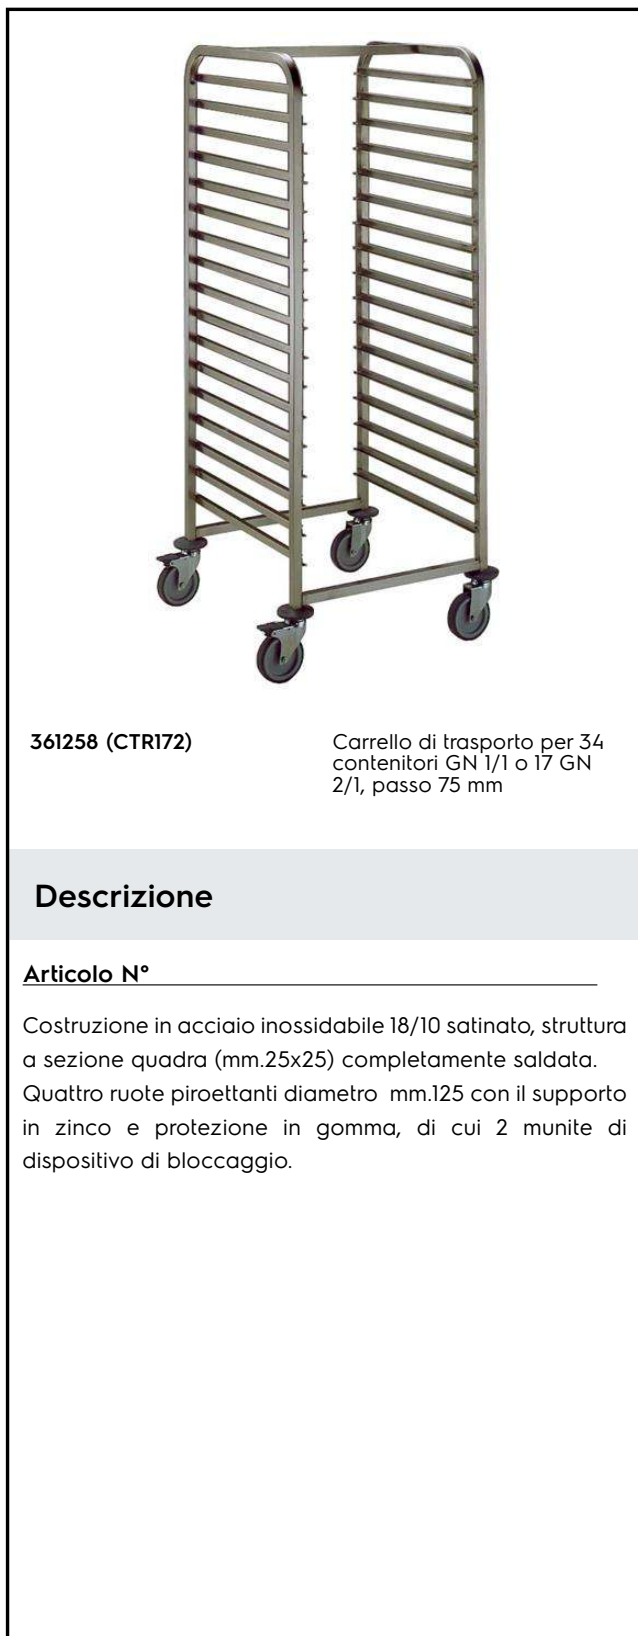 361258 (CTR172)
Carrello di trasporto per 34
contenitori GN 1/1 o 17 GN
2/1, passo 75 mm
Descrizione
Articolo N°
Costruzione in acciaio inossidabile 18/10 satinato, struttura
a sezione quadra (mm.25x25) completamente saldata.
Quattro ruote piroettanti diametro mm.125 con il supporto
in zinco e protezione in gomma, di cui 2 munite di
dispositivo di bloccaggio.